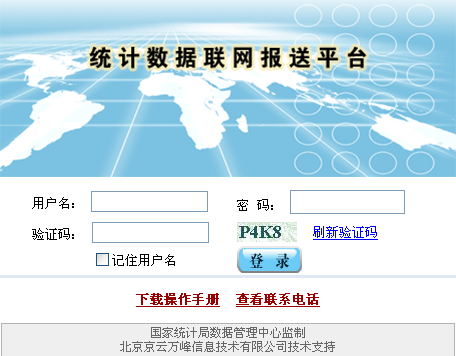 统计数据联网报送平台
用户名： 密 码：
验证码： P4K8 刷新验证码
记住用户名 登 录
下载操作手册 查看联系电话
国家统计局数据管理中心监制
北京京云万峰信息技术有限公司技术支持